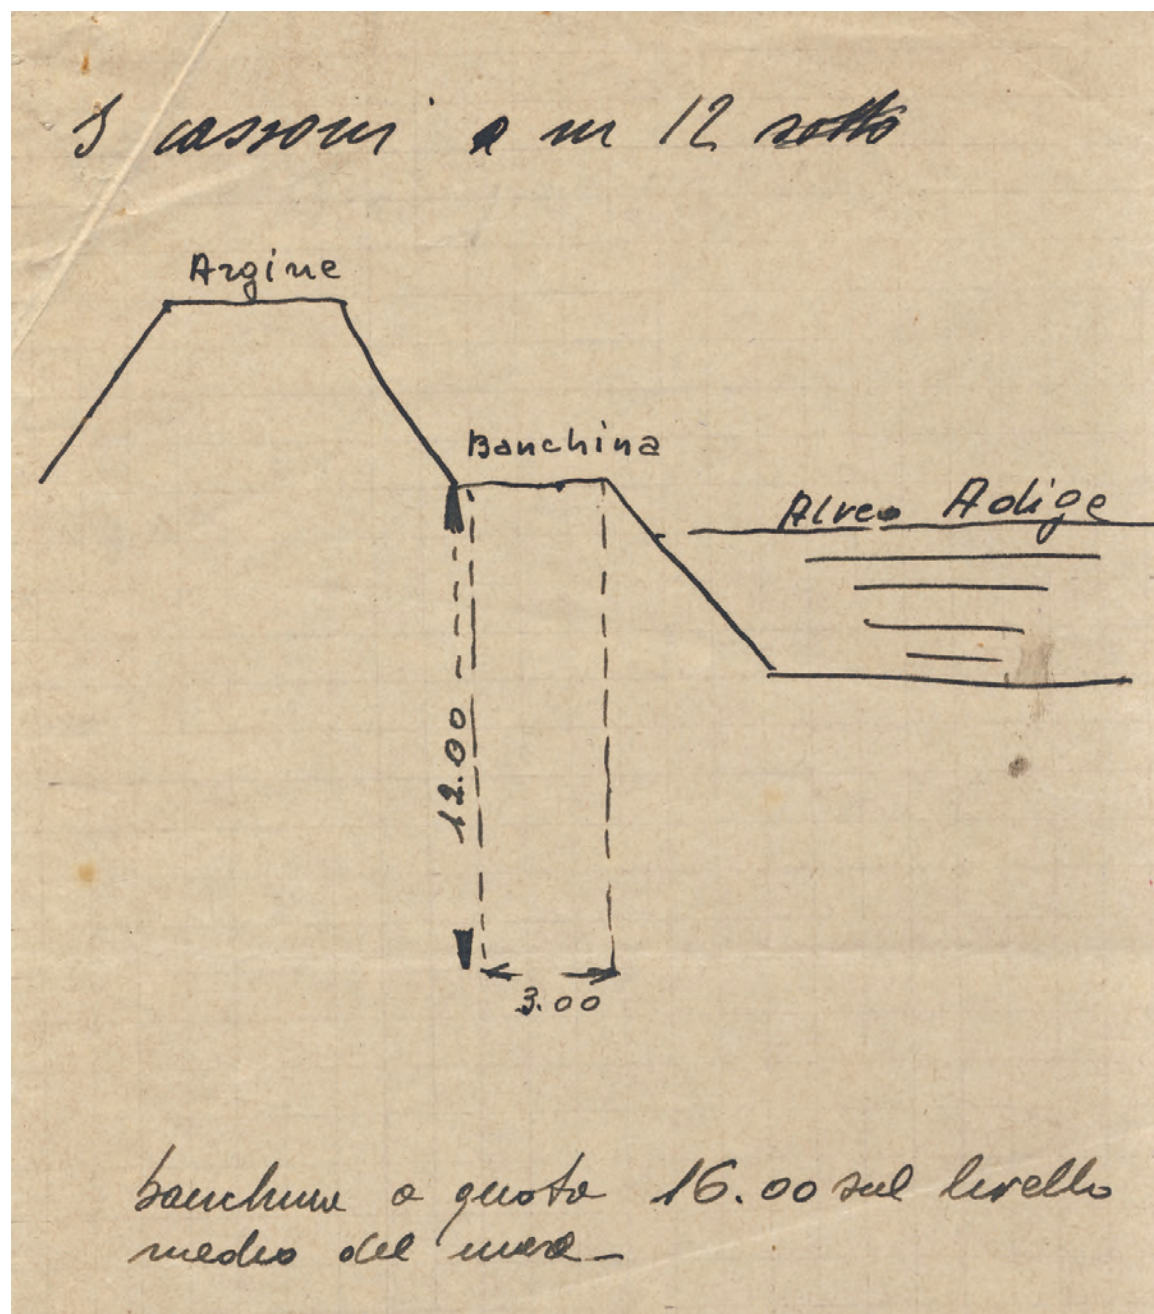 cassoni a m 12 sotto
Argine
Banchina
Alveo Adige
12.00
3.00
banchina a quota 16.00 sul livello
medio del mare